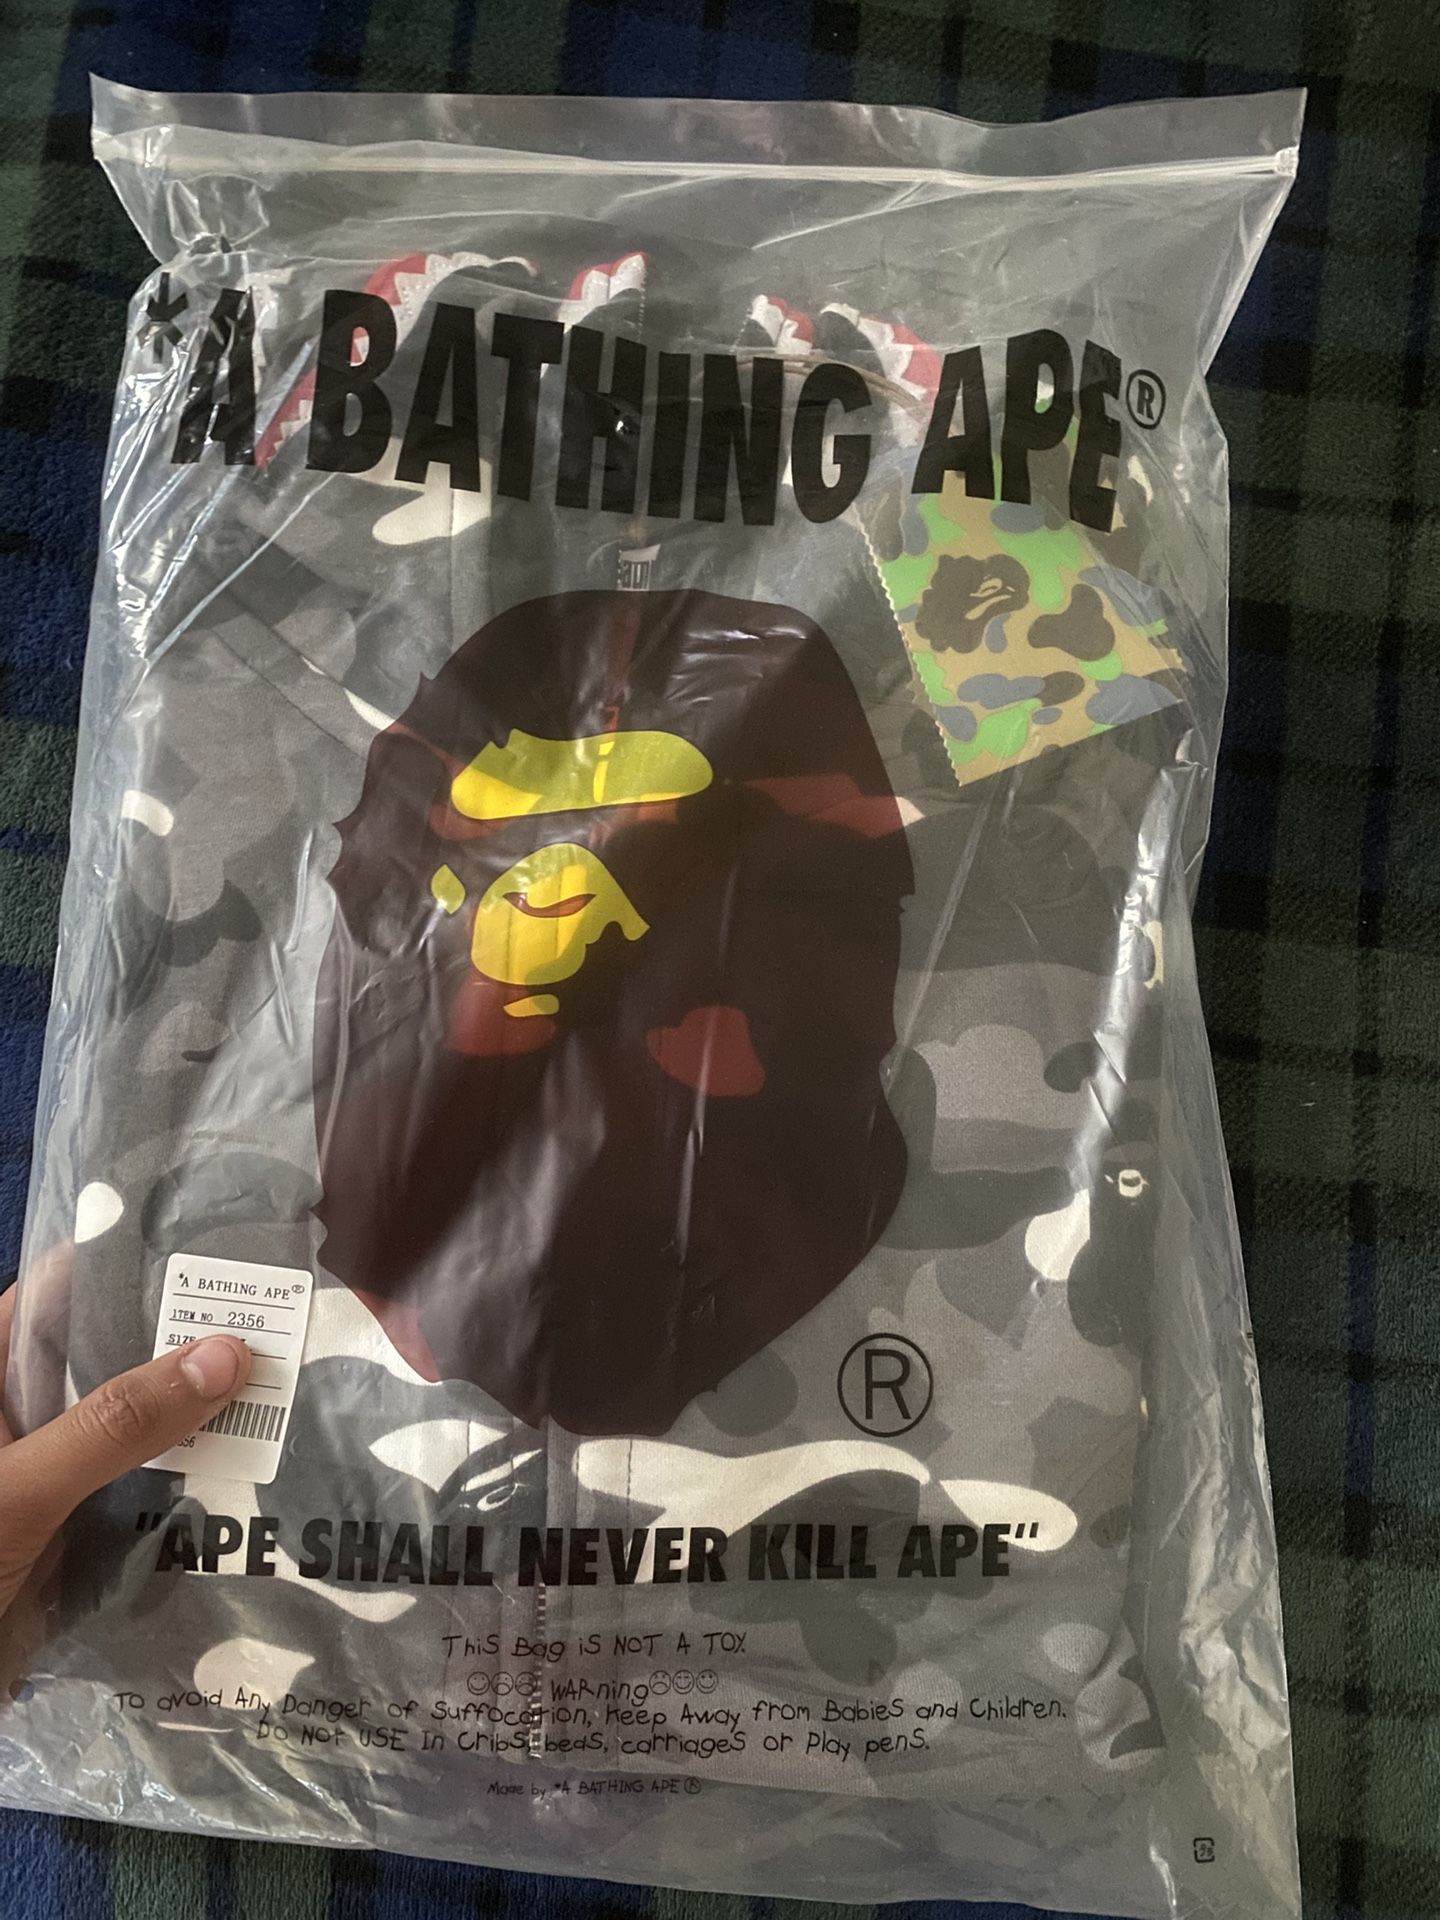 *A BATHING APE®
*A BATHING APE®
ITEM NO 2356
SIZE
®
"APE SHALL NEVER KILL APE"
THiS Bag iS NOT A TOY.
WARning
TO avoid Any Danger of Suffocation, Keep Away from Babies and Children.
DO NOT USE In CribS, beds, carriageS or Play penS.
Made by *A BATHING APE®